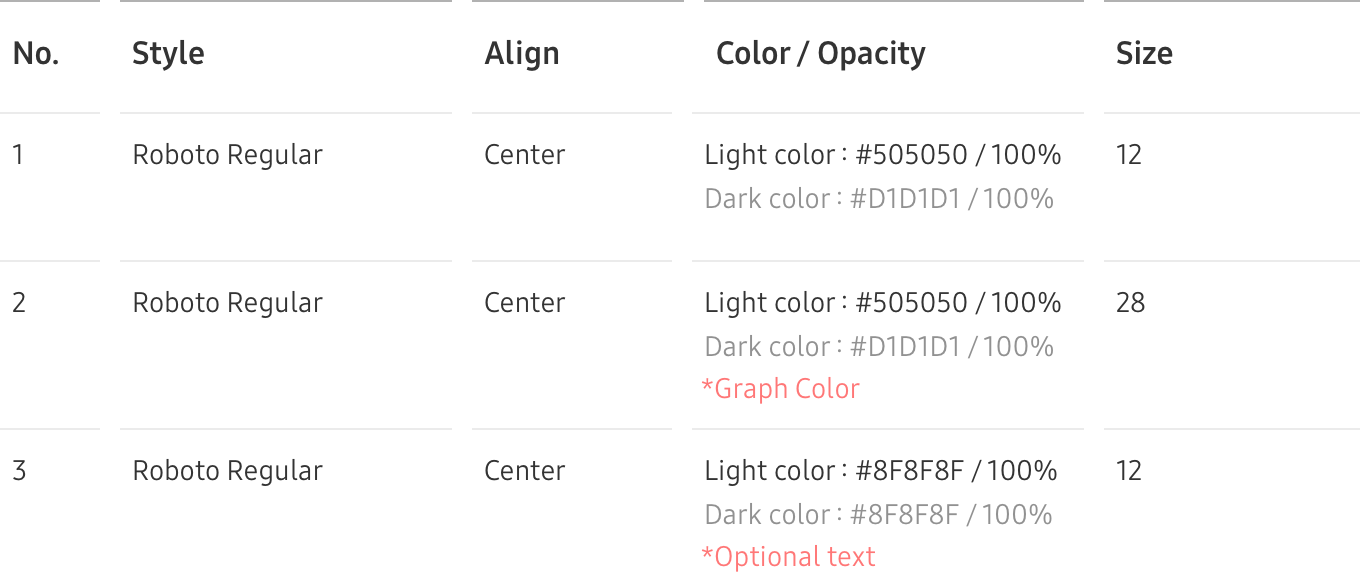 No. Style Align Color / Opacity Size
1 Roboto Regular Center Light color : #505050 / 100% 12
Dark color : #D1D1D1 / 100%
2 Roboto Regular Center Light color : #505050 / 100% 28
Dark color : #D1D1D1 / 100%
*Graph Color
3 Roboto Regular Center Light color : #8F8F8F / 100% 12
Dark color : #8F8F8F / 100%
*Optional text